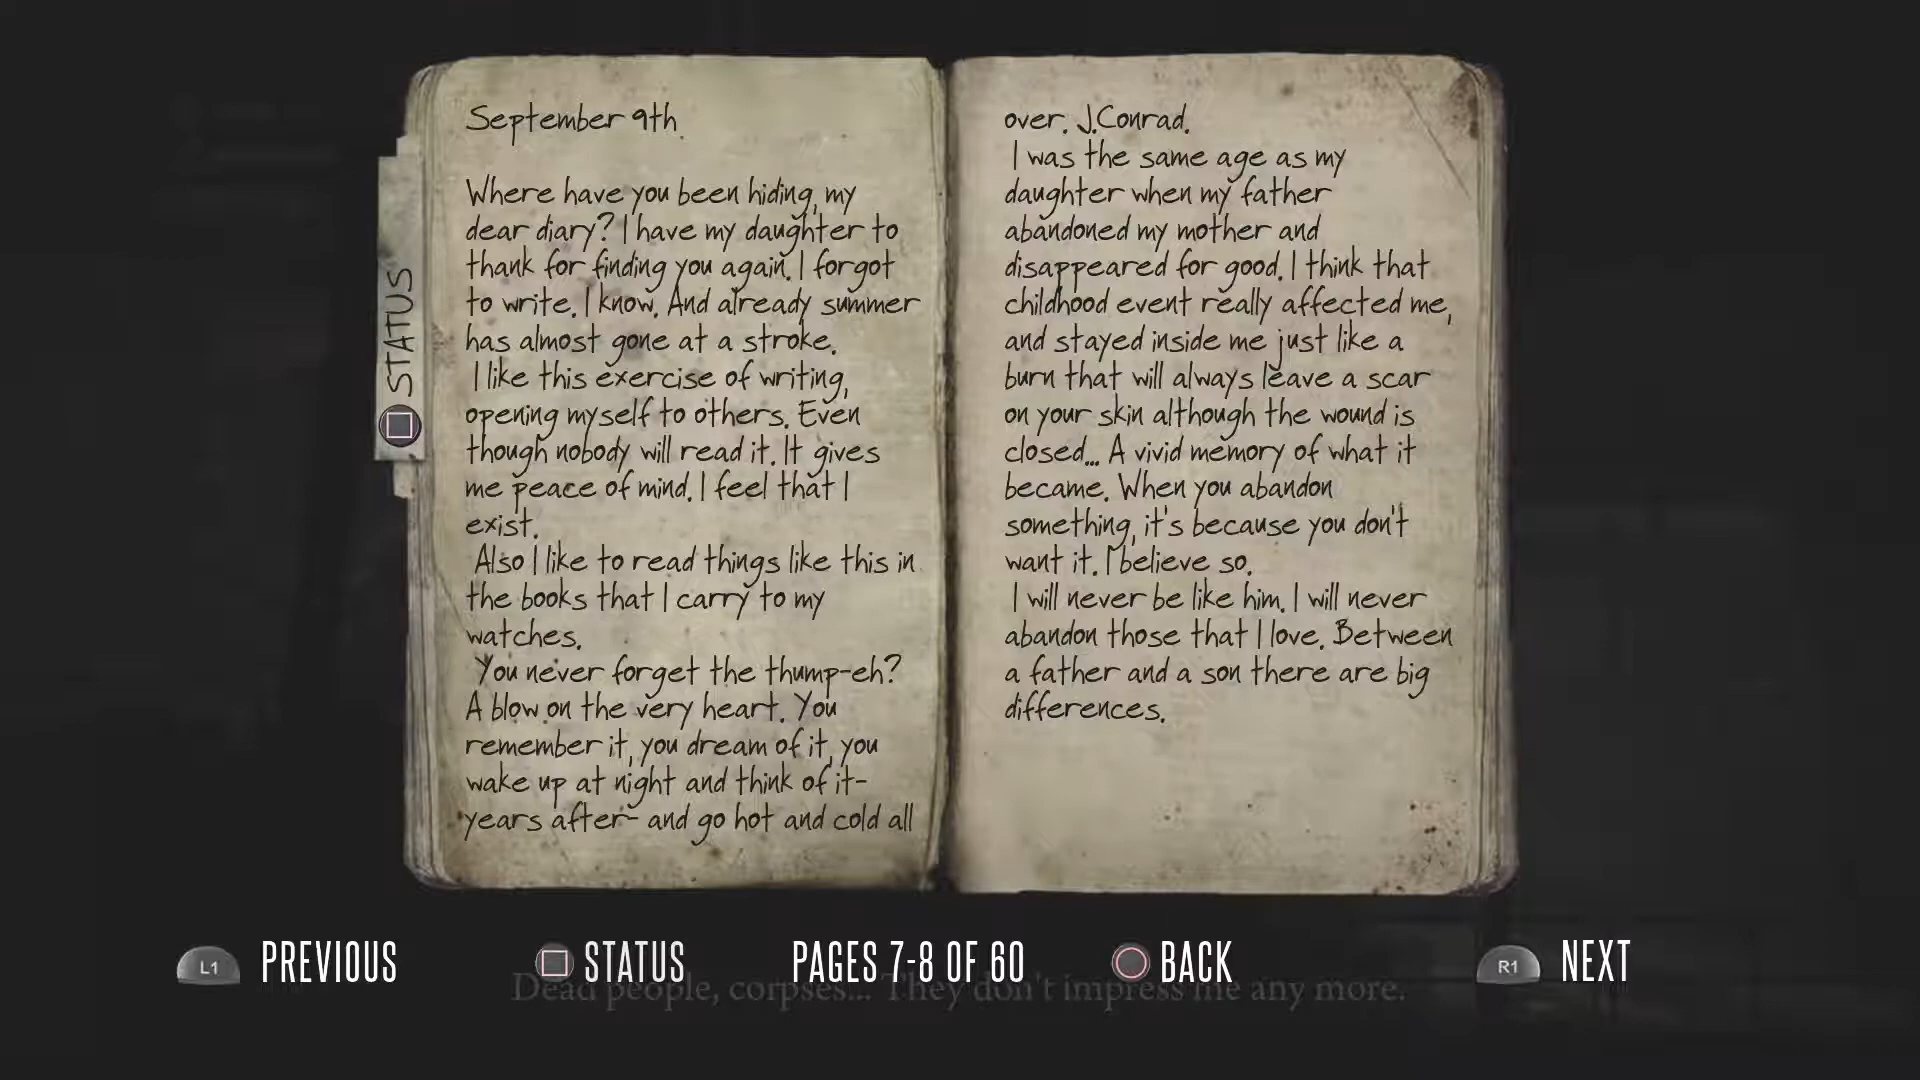 September 9th.
Where have you been hiding, my
dear diary? I have my daughter to
thank for finding you again. I forgot
to write. I know. And already summer
has almost gone at a stroke.
I like this exercise of writing,
opening myself to others. Even
though nobody will read it. It gives
me peace of mind. I feel that I
exist.
Also I like to read things like this in
the books that I carry to my
watches.
You never forget the thump-eh?
A blow on the very heart. You
remember it, you dream of it, you
wake up at night and think of it-
years after- and go hot and cold all
over. J.Conrad.
I was the same age as my
daughter when my father
abandoned my mother and
disappeared for good. I think that
childhood event really affected me,
and stayed inside me just like a
burn that will always leave a scar
on your skin although the wound is
closed... A vivid memory of what it
became. When you abandon
something, it's because you don't
want it. I believe so.
I will never be like him. I will never
abandon those that I love. Between
a father and a son there are big
differences.
STATUS
L1 PREVIOUS
STATUS
PAGES 7-8 OF 60
BACK
R1 NEXT
Dead people, corpses... They don't impress me any more.